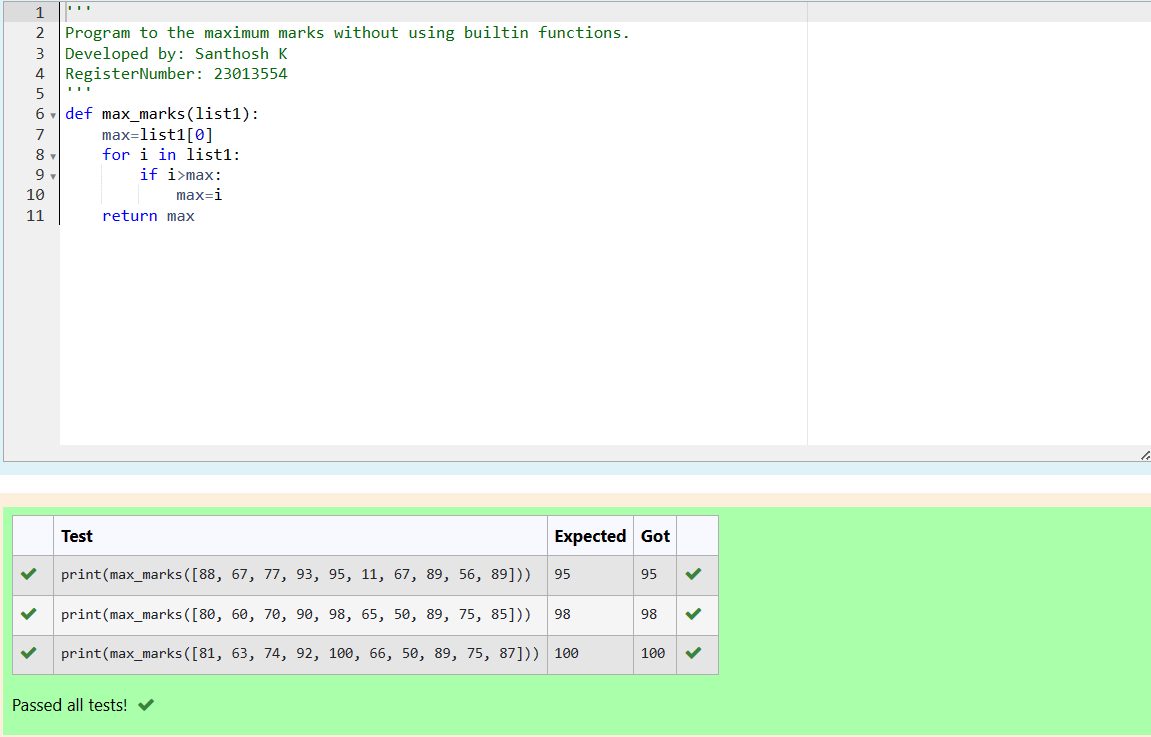 1 '''
2 Program to the maximum marks without using builtin functions.
3 Developed by: Santhosh K
4 RegisterNumber: 23013554
5 '''
6 def max_marks(list1):
7     max=list1[0]
8     for i in list1:
9         if i>max:
10             max=i
11     return max
Test Expected Got
print(max_marks([88, 67, 77, 93, 95, 11, 67, 89, 56, 89])) 95 95
print(max_marks([80, 60, 70, 90, 98, 65, 50, 89, 75, 85])) 98 98
print(max_marks([81, 63, 74, 92, 100, 66, 50, 89, 75, 87])) 100 100
Passed all tests!